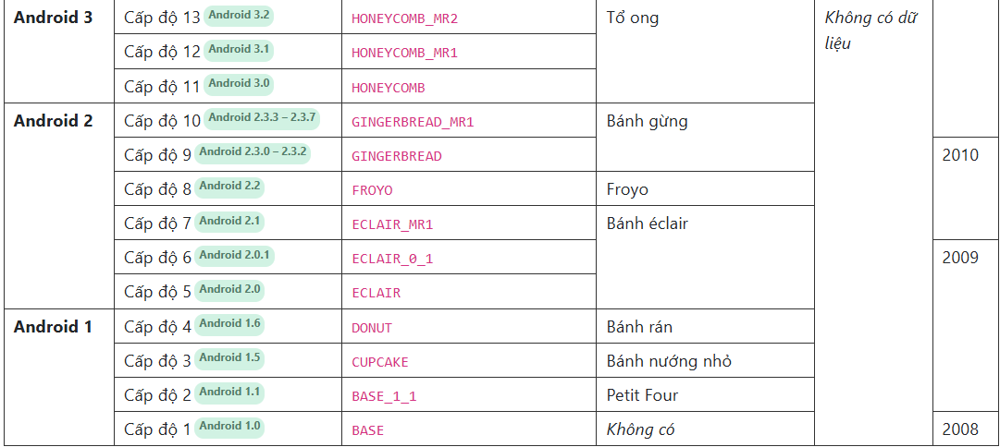 Android 3 Cấp độ 13 Android 3.2 HONEYCOMB_MR2 Tổ ong Không có dữ
liệu
Cấp độ 12 Android 3.1 HONEYCOMB_MR1
Cấp độ 11 Android 3.0 HONEYCOMB
Android 2 Cấp độ 10 Android 2.3.3 – 2.3.7 GINGERBREAD_MR1 Bánh gừng
Cấp độ 9 Android 2.3.0 – 2.3.2 GINGERBREAD 2010
Cấp độ 8 Android 2.2 FROYO Froyo
Cấp độ 7 Android 2.1 ECLAIR_MR1 Bánh éclair
Cấp độ 6 Android 2.0.1 ECLAIR_0_1 2009
Cấp độ 5 Android 2.0 ECLAIR
Android 1 Cấp độ 4 Android 1.6 DONUT Bánh rán
Cấp độ 3 Android 1.5 CUPCAKE Bánh nướng nhỏ
Cấp độ 2 Android 1.1 BASE_1_1 Petit Four
Cấp độ 1 Android 1.0 BASE Không có 2008